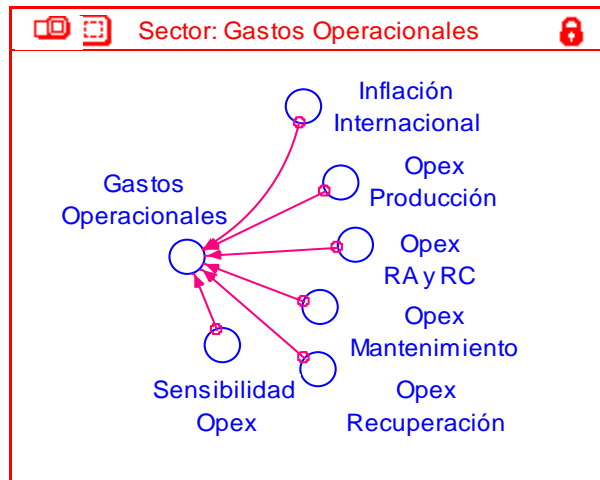 Sector: Gastos Operacionales
Inflación
Internacional
Opex
Producción
Gastos
Operacionales
Opex
RA y RC
Opex
Mantenimiento
Sensibilidad
Opex
Opex
Recuperación